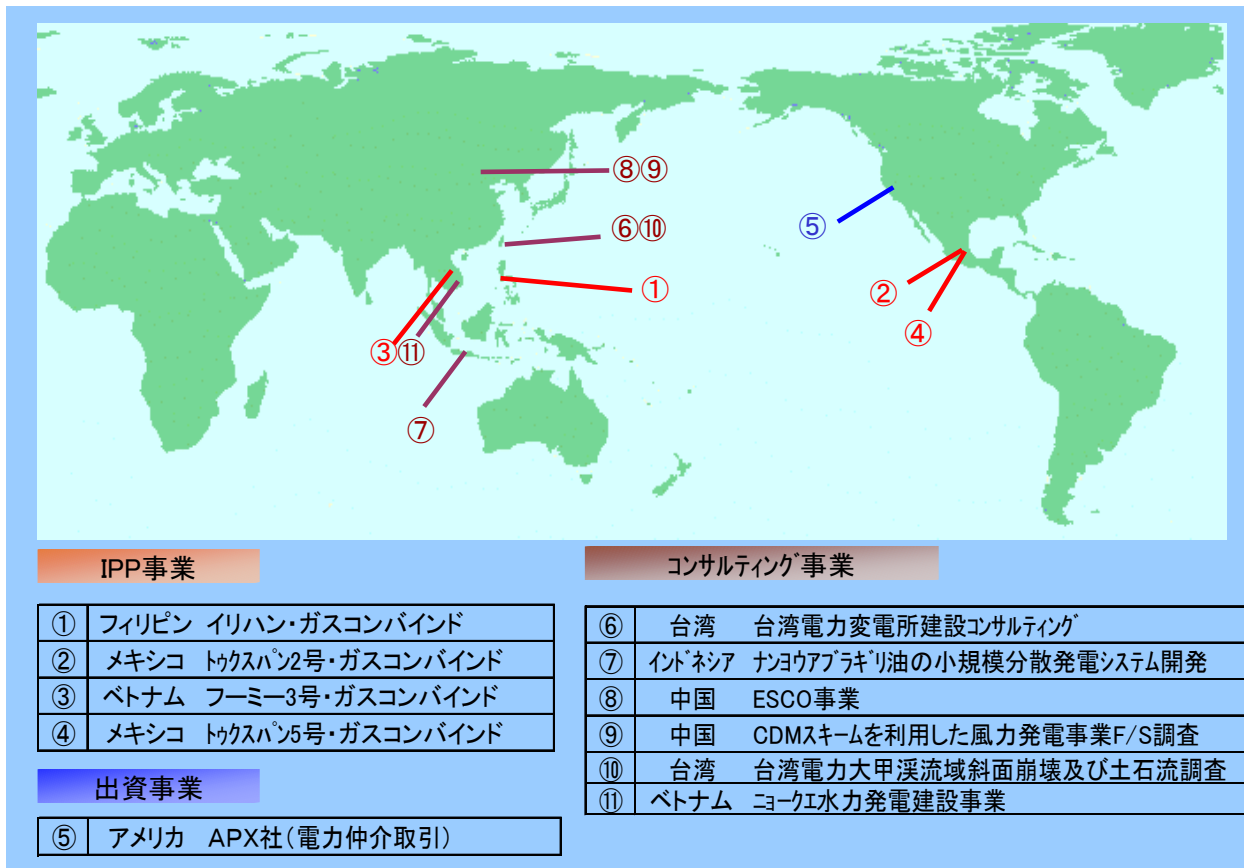 ⑧⑨
⑤
⑥⑩
①
②
④
③⑪
⑦
IPP事業
① フィリピン イリハン・ガスコンバインド
② メキシコ ﾄｩｸｽﾊﾟﾝ2号・ガスコンバインド
③ ベトナム フーミー3号・ガスコンバインド
④ メキシコ ﾄｩｸｽﾊﾟﾝ5号・ガスコンバインド
出資事業
⑤ アメリカ APX社(電力仲介取引)
ｺﾝｻﾙﾃｨﾝｸﾞ事業
⑥ 台湾 台湾電力変電所建設ｺﾝｻﾙﾃｨﾝｸﾞ
⑦ ｲﾝﾄﾞﾈｼｱ ﾅﾝﾖｳｱﾌﾞﾗｷﾞﾘ油の小規模分散発電システム開発
⑧ 中国 ESCO事業
⑨ 中国 CDMｽｷｰﾑを利用した風力発電事業F/S調査
⑩ 台湾 台湾電力大甲渓流域斜面崩壊及び土石流調査
⑪ ベトナム ﾆｮｰｸｴ水力発電建設事業